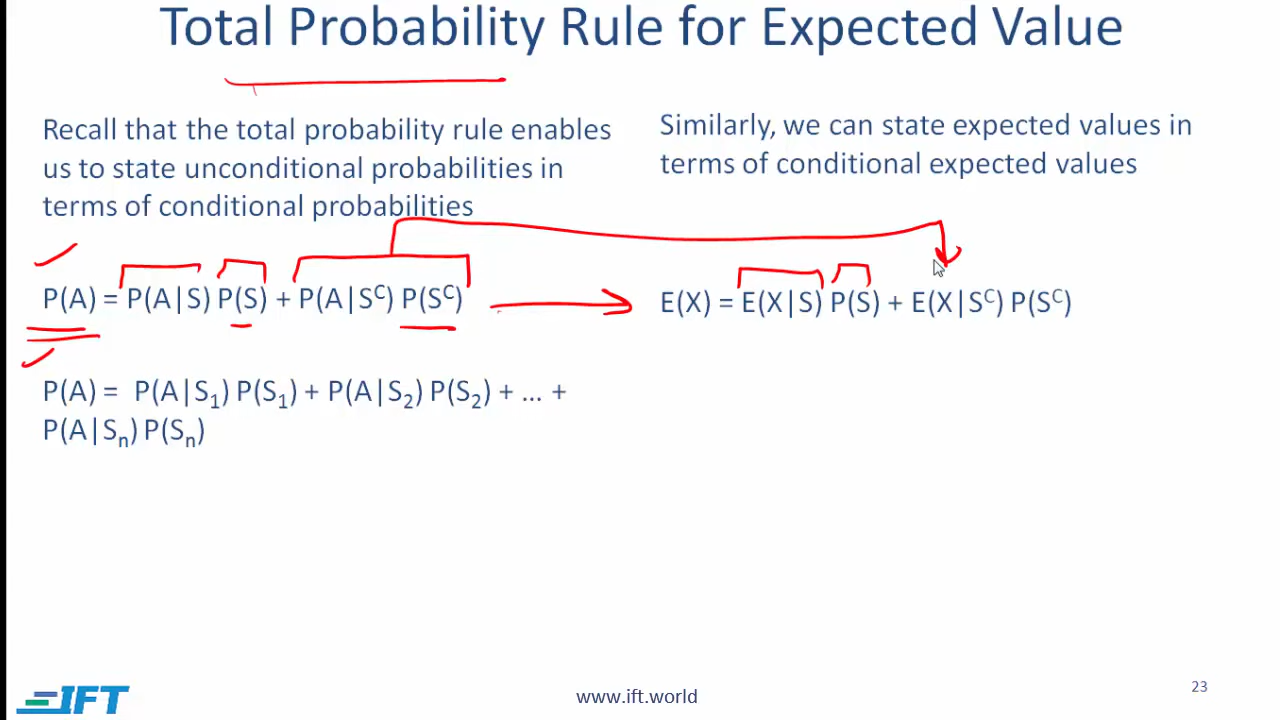 Total Probability Rule for Expected Value
Recall that the total probability rule enables
us to state unconditional probabilities in
terms of conditional probabilities
P(A) = P(A|S) P(S) + P(A|Sᶜ) P(Sᶜ)
P(A) = P(A|S₁) P(S₁) + P(A|S₂) P(S₂) + ... +
P(A|Sₙ) P(Sₙ)
Similarly, we can state expected values in
terms of conditional expected values
E(X) = E(X|S) P(S) + E(X|Sᶜ) P(Sᶜ)
IFT
www.ift.world
23